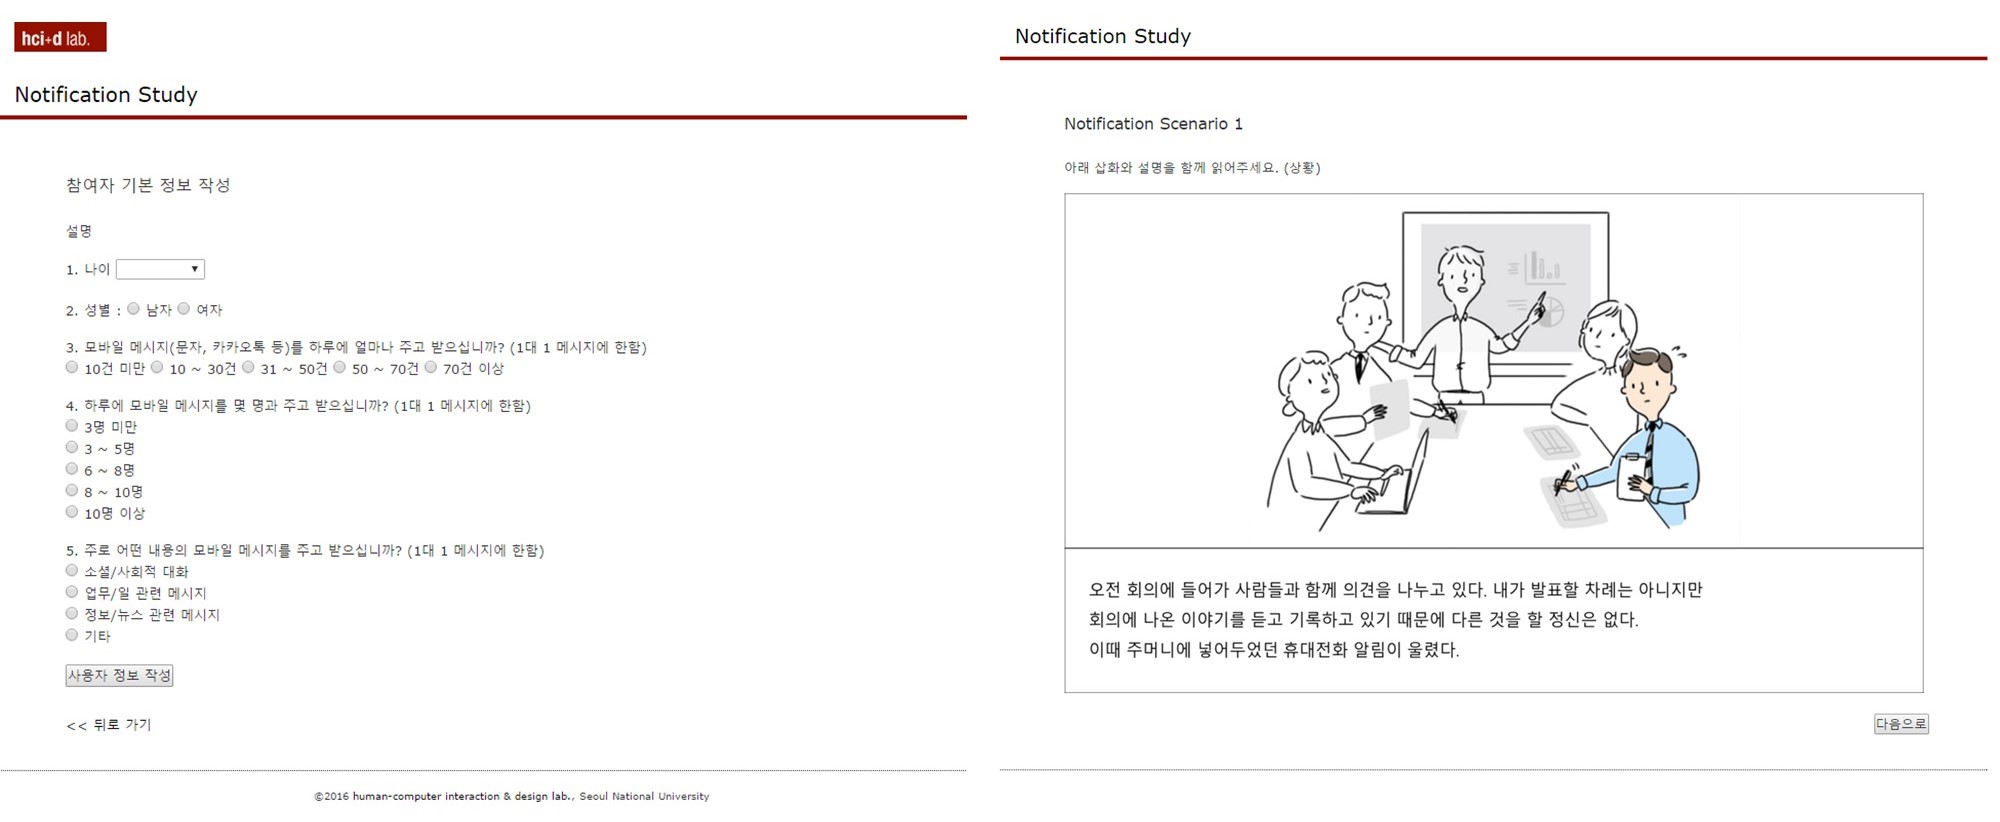 hci+d lab.
Notification Study
참여자 기본 정보 작성
설명
1. 나이
2. 성별 : 남자 여자
3. 모바일 메시지(문자, 카카오톡 등)를 하루에 얼마나 주고 받으십니까? (1대 1 메시지에 한함)
10건 미만 10 ~ 30건 31 ~ 50건 50 ~ 70건 70건 이상
4. 하루에 모바일 메시지를 몇 명과 주고 받으십니까? (1대 1 메시지에 한함)
3명 미만
3 ~ 5명
6 ~ 8명
8 ~ 10명
10명 이상
5. 주로 어떤 내용의 모바일 메시지를 주고 받으십니까? (1대 1 메시지에 한함)
소셜/사회적 대화
업무/일 관련 메시지
정보/뉴스 관련 메시지
기타
사용자 정보 작성
<< 뒤로 가기
©2016 human-computer interaction & design lab., Seoul National University
Notification Study
Notification Scenario 1
아래 삽화와 설명을 함께 읽어주세요. (상황)
오전 회의에 들어가 사람들과 함께 의견을 나누고 있다. 내가 발표할 차례는 아니지만
회의에 나온 이야기를 듣고 기록하고 있기 때문에 다른 것을 할 정신은 없다.
이때 주머니에 넣어두었던 휴대전화 알림이 울렸다.
다음으로